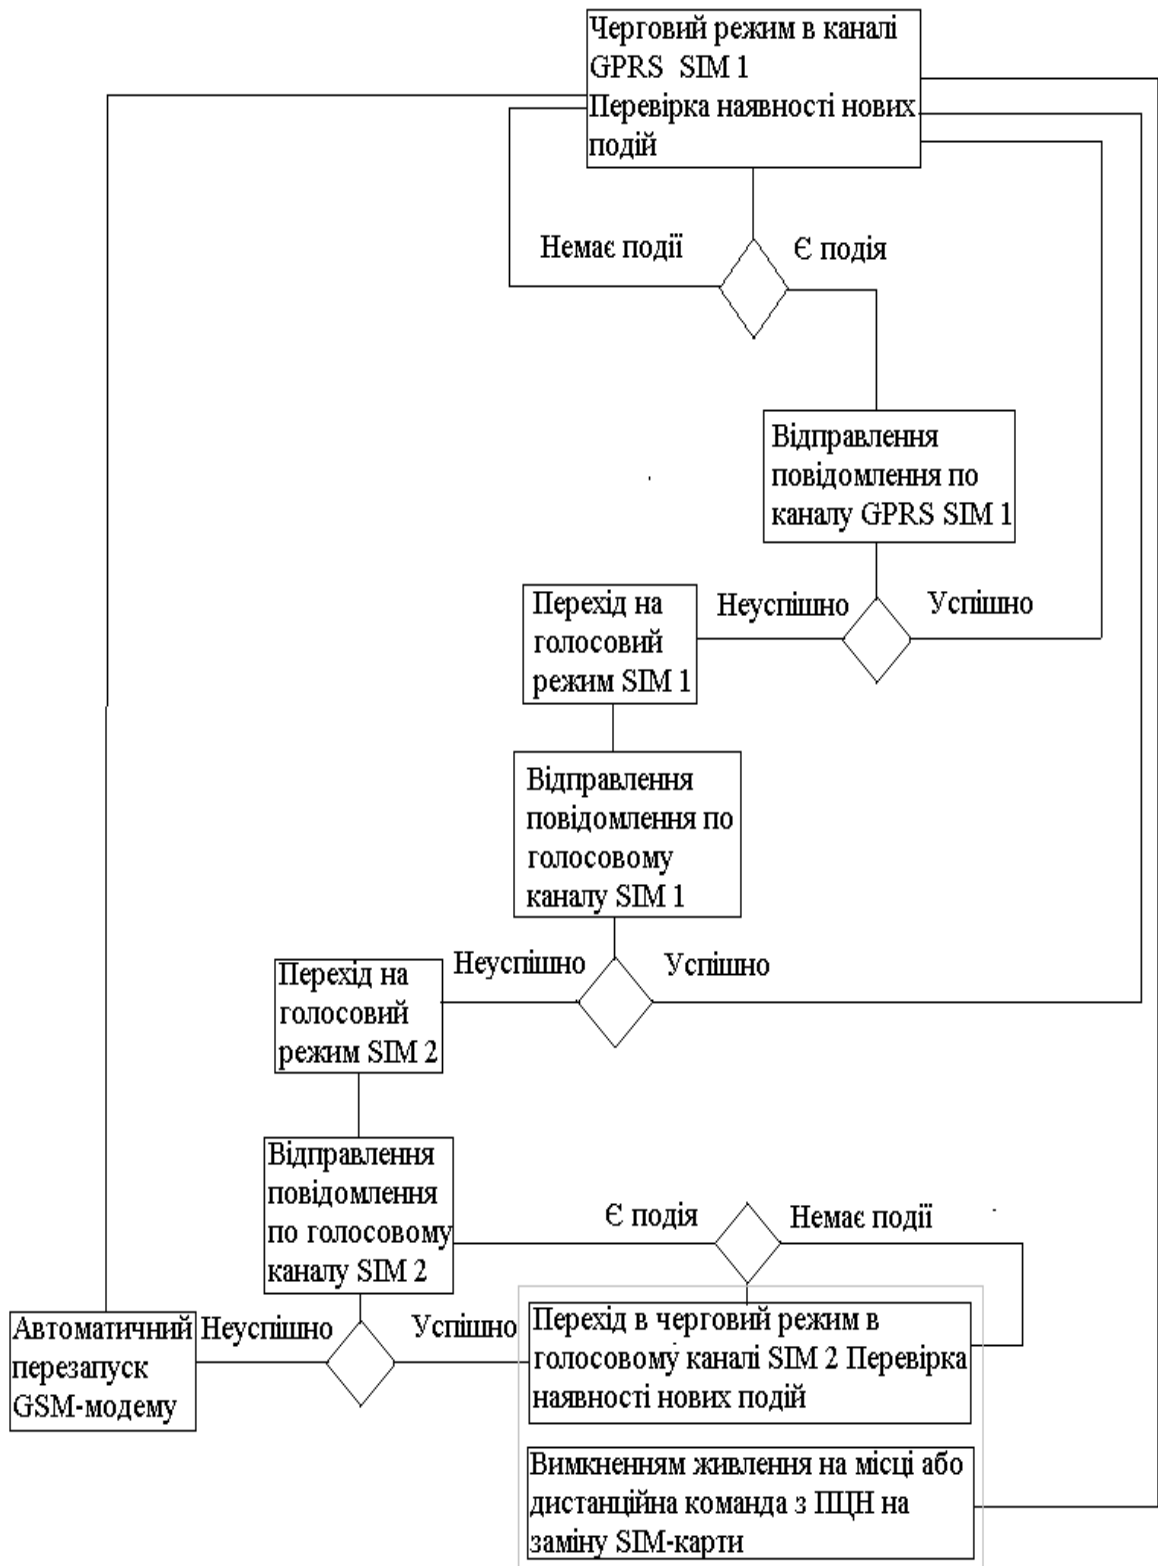 Черговий режим в каналі
GPRS SIM 1
Перевірка наявності нових
подій
Немає події
Є подія
Відправлення
повідомлення по
каналу GPRS SIM 1
Перехід на
голосовий
режим SIM 1
Неуспішно
Успішно
Відправлення
повідомлення по
голосовому
каналу SIM 1
Перехід на
голосовий
режим SIM 2
Неуспішно
Успішно
Відправлення
повідомлення
по голосовому
каналу SIM 2
Є подія
Немає події
Автоматичний
перезапуск
GSM-модему
Неуспішно
Успішно
Перехід в черговий режим в
голосовому каналі SIM 2 Перевірка
наявності нових подій
Вимкненням живлення на місці або
дистанційна команда з ПЦН на
заміну SIM-карти